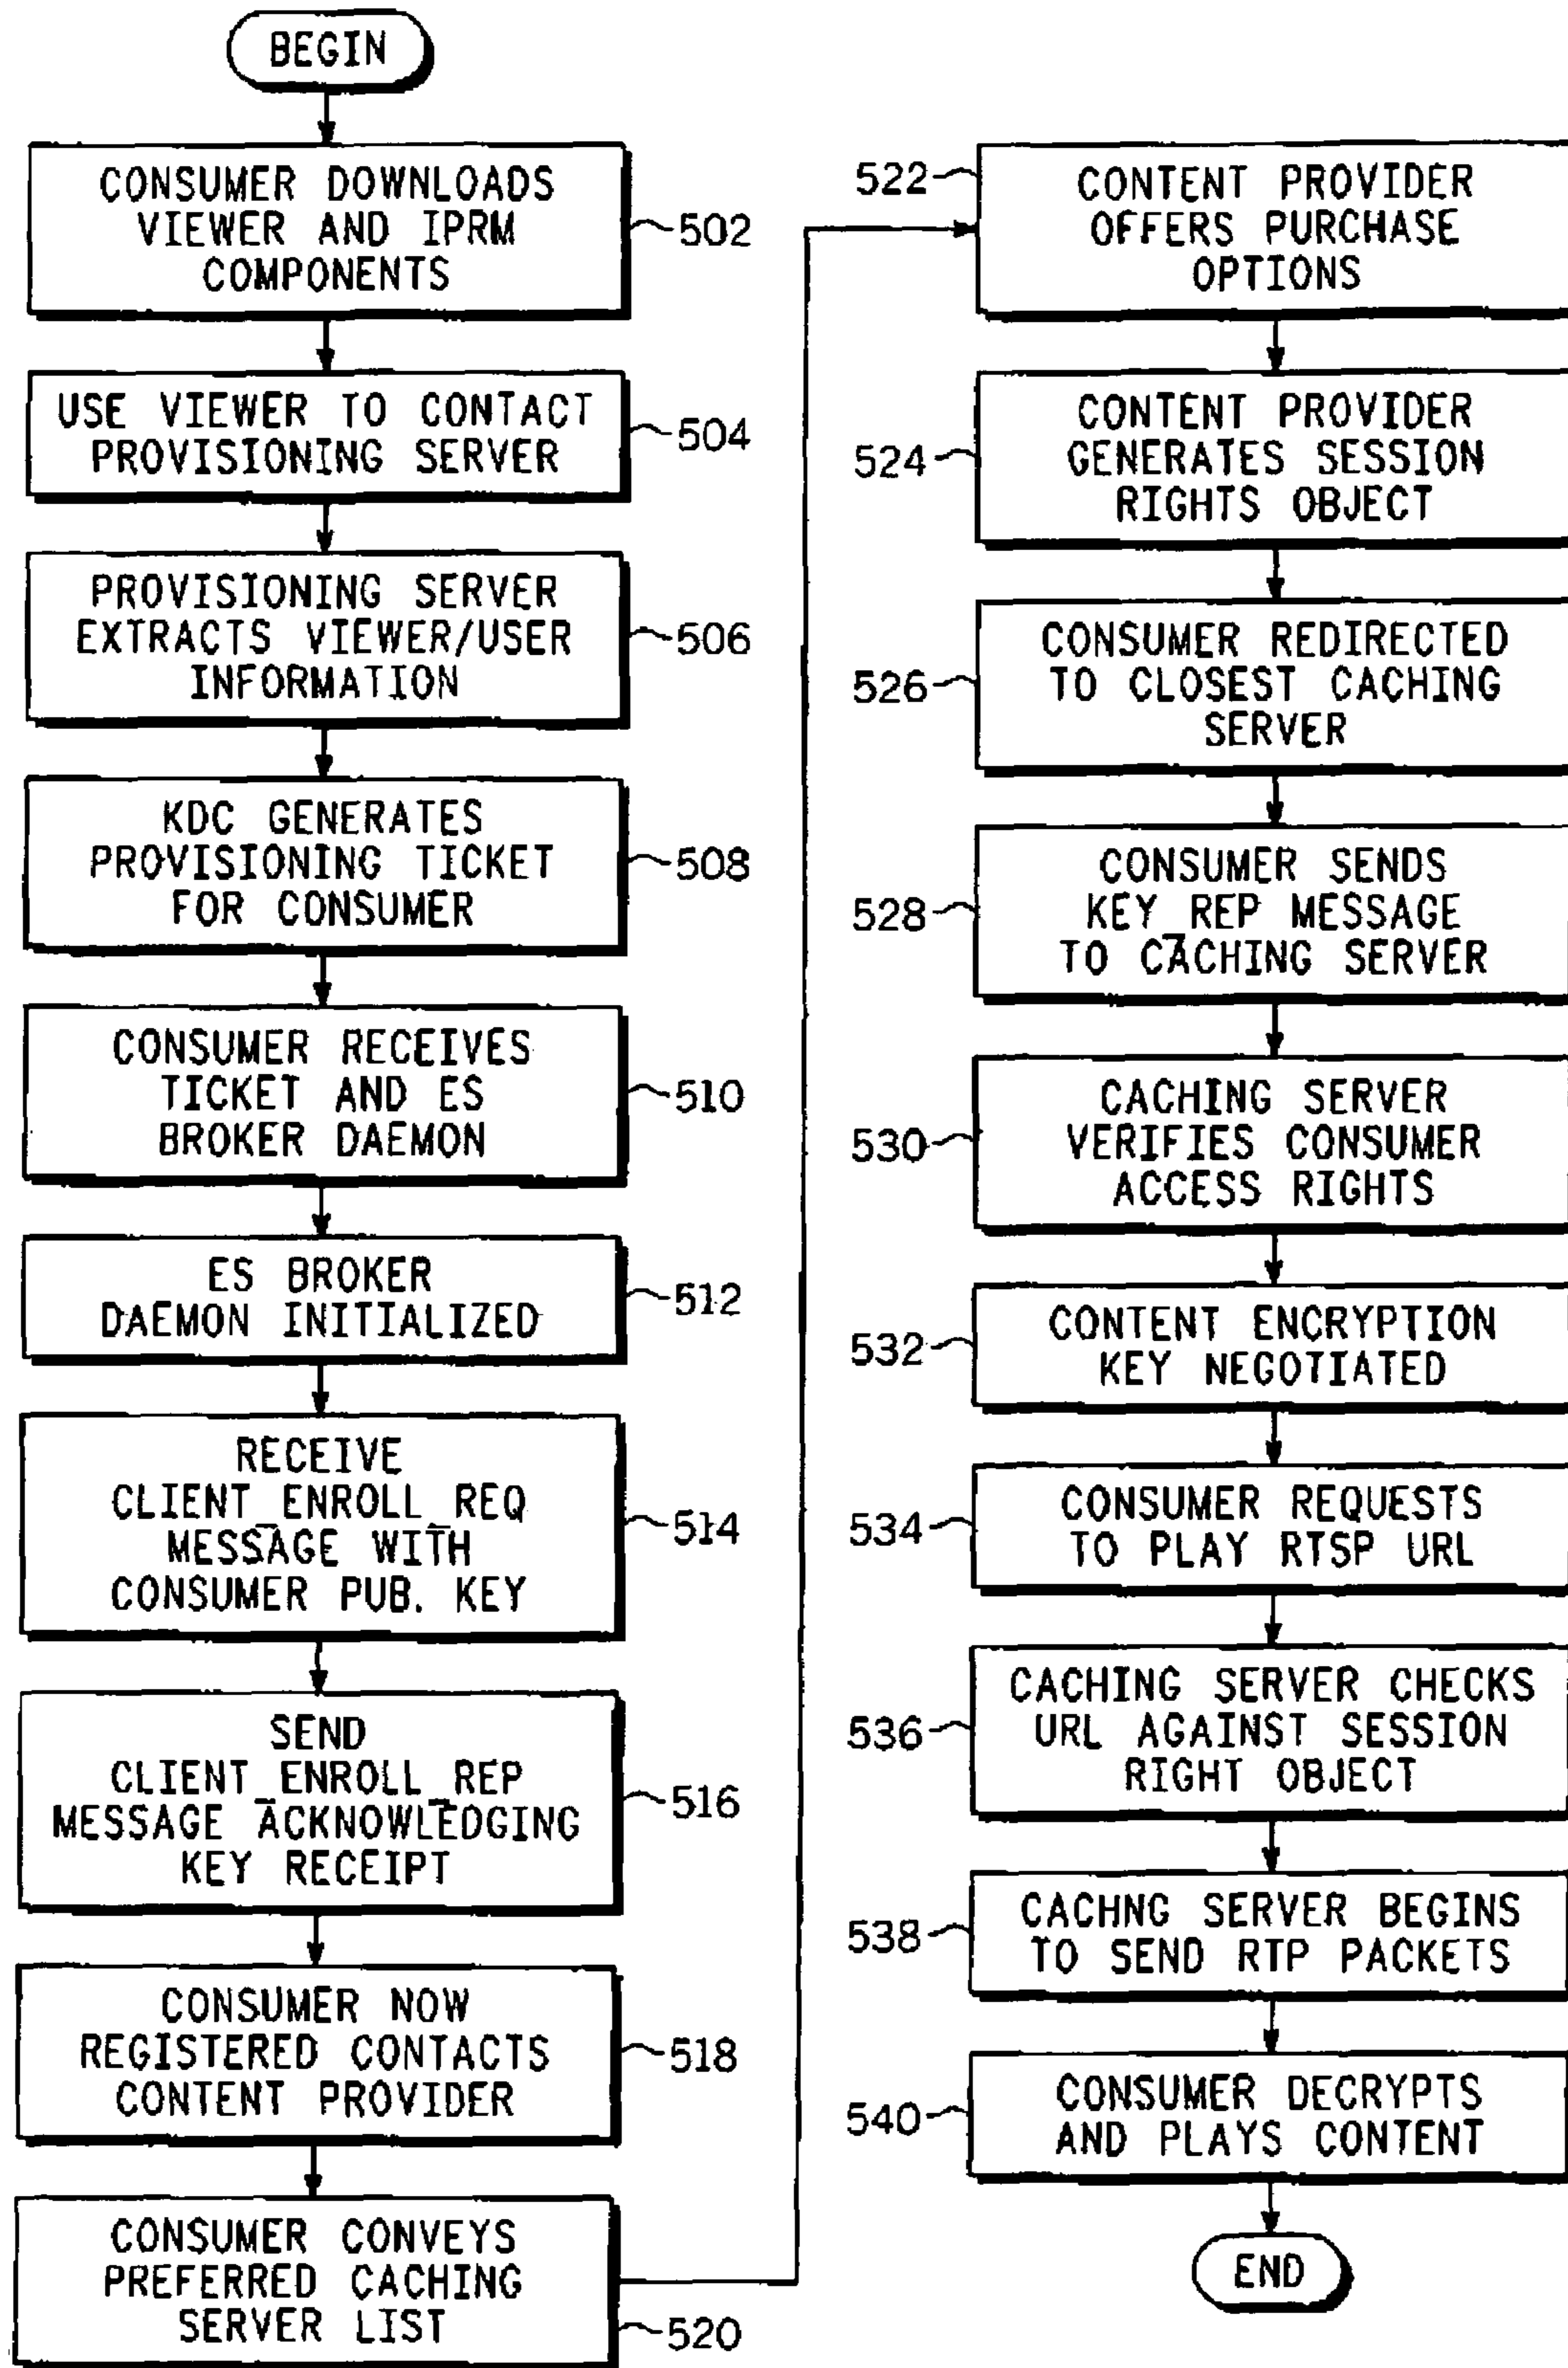 BEGIN
CONSUMER DOWNLOADS
VIEWER AND IPRM
COMPONENTS
502
USE VIEWER TO CONTACT
PROVISIONING SERVER
504
PROVISIONING SERVER
EXTRACTS VIEWER/USER
INFORMATION
506
KDC GENERATES
PROVISIONING TICKET
FOR CONSUMER
508
CONSUMER RECEIVES
TICKET AND ES
BROKER DAEMON
510
ES BROKER
DAEMON INITIALIZED
512
RECEIVE
CLIENT_ENROLL_REQ
MESSAGE WITH
CONSUMER PUB. KEY
514
SEND
CLIENT_ENROLL_REP
MESSAGE ACKNOWLEDGING
KEY RECEIPT
516
CONSUMER NOW
REGISTERED CONTACTS
CONTENT PROVIDER
518
CONSUMER CONVEYS
PREFERRED CACHING
SERVER LIST
520
522
CONTENT PROVIDER
OFFERS PURCHASE
OPTIONS
524
CONTENT PROVIDER
GENERATES SESSION
RIGHTS OBJECT
526
CONSUMER REDIRECTED
TO CLOSEST CACHING
SERVER
528
CONSUMER SENDS
KEY_REP MESSAGE
TO CACHING SERVER
530
CACHING SERVER
VERIFIES CONSUMER
ACCESS RIGHTS
532
CONTENT ENCRYPTION
KEY NEGOTIATED
534
CONSUMER REQUESTS
TO PLAY RTSP URL
536
CACHING SERVER CHECKS
URL AGAINST SESSION
RIGHT OBJECT
538
CACHNG SERVER BEGINS
TO SEND RTP PACKETS
540
CONSUMER DECRYPTS
AND PLAYS CONTENT
END